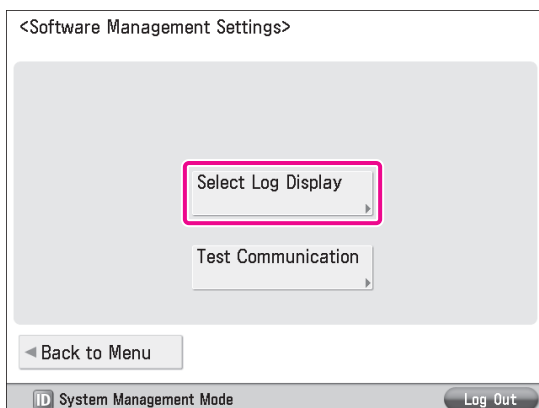 <Software Management Settings>
Select Log Display
Test Communication
Back to Menu
ID System Management Mode
Log Out